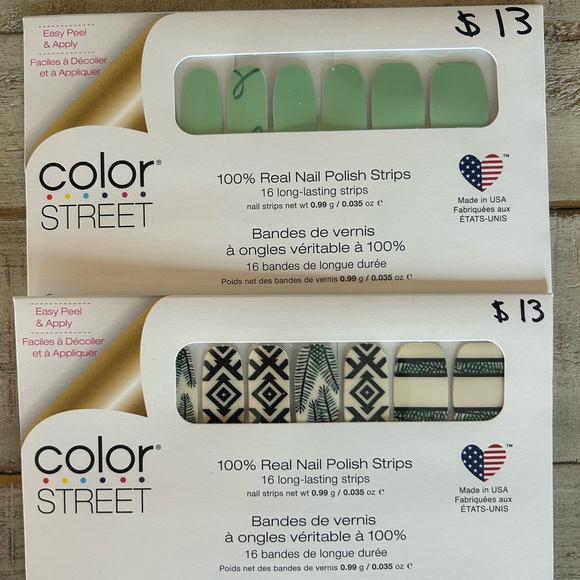 Easy Peel
& Apply
Faciles à Décoller
et à Appliquer
$ 13
color®
STREET
100% Real Nail Polish Strips
16 long-lasting strips
nail strips net wt 0.99 g / 0.035 oz ℮
Bandes de vernis
à ongles véritable à 100%
16 bandes de longue durée
Poids net des bandes de vernis 0.99 g / 0.035 oz ℮
™
Made in USA
Fabriquées aux
ÉTATS-UNIS
Easy Peel
& Apply
Faciles à Décoller
et à Appliquer
$ 13
color®
STREET
100% Real Nail Polish Strips
16 long-lasting strips
nail strips net wt 0.99 g / 0.035 oz ℮
Bandes de vernis
à ongles véritable à 100%
16 bandes de longue durée
Poids net des bandes de vernis 0.99 g / 0.035 oz ℮
™
Made in USA
Fabriquées aux
ÉTATS-UNIS